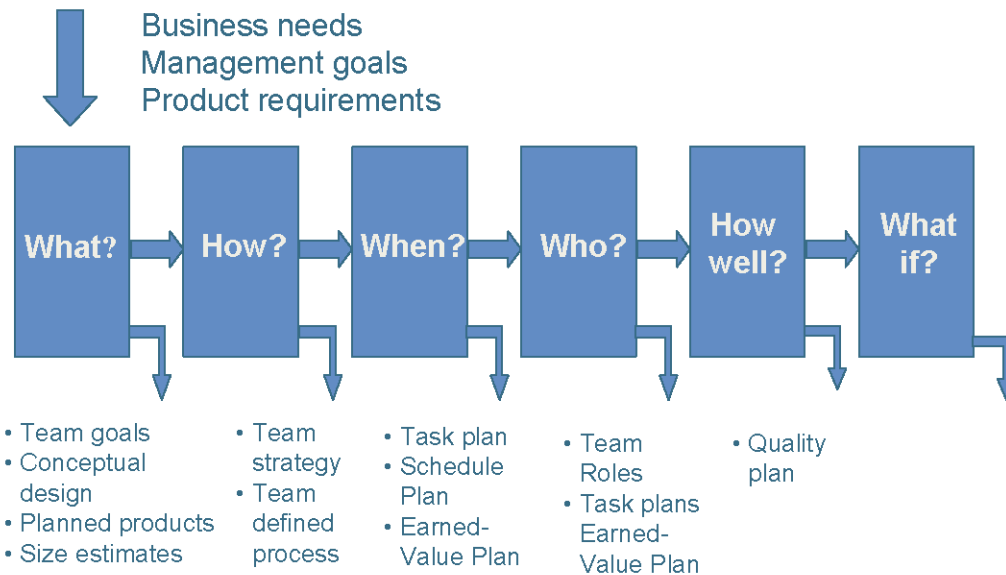 Business needs
Management goals
Product requirements
What?
How?
When?
Who?
How
well?
What
if?
• Team goals
• Conceptual
design
• Planned products
• Size estimates
• Team
strategy
• Team
defined
process
• Task plan
• Schedule
Plan
• Earned-
Value Plan
• Team
Roles
• Task plans
Earned-
Value Plan
• Quality
plan